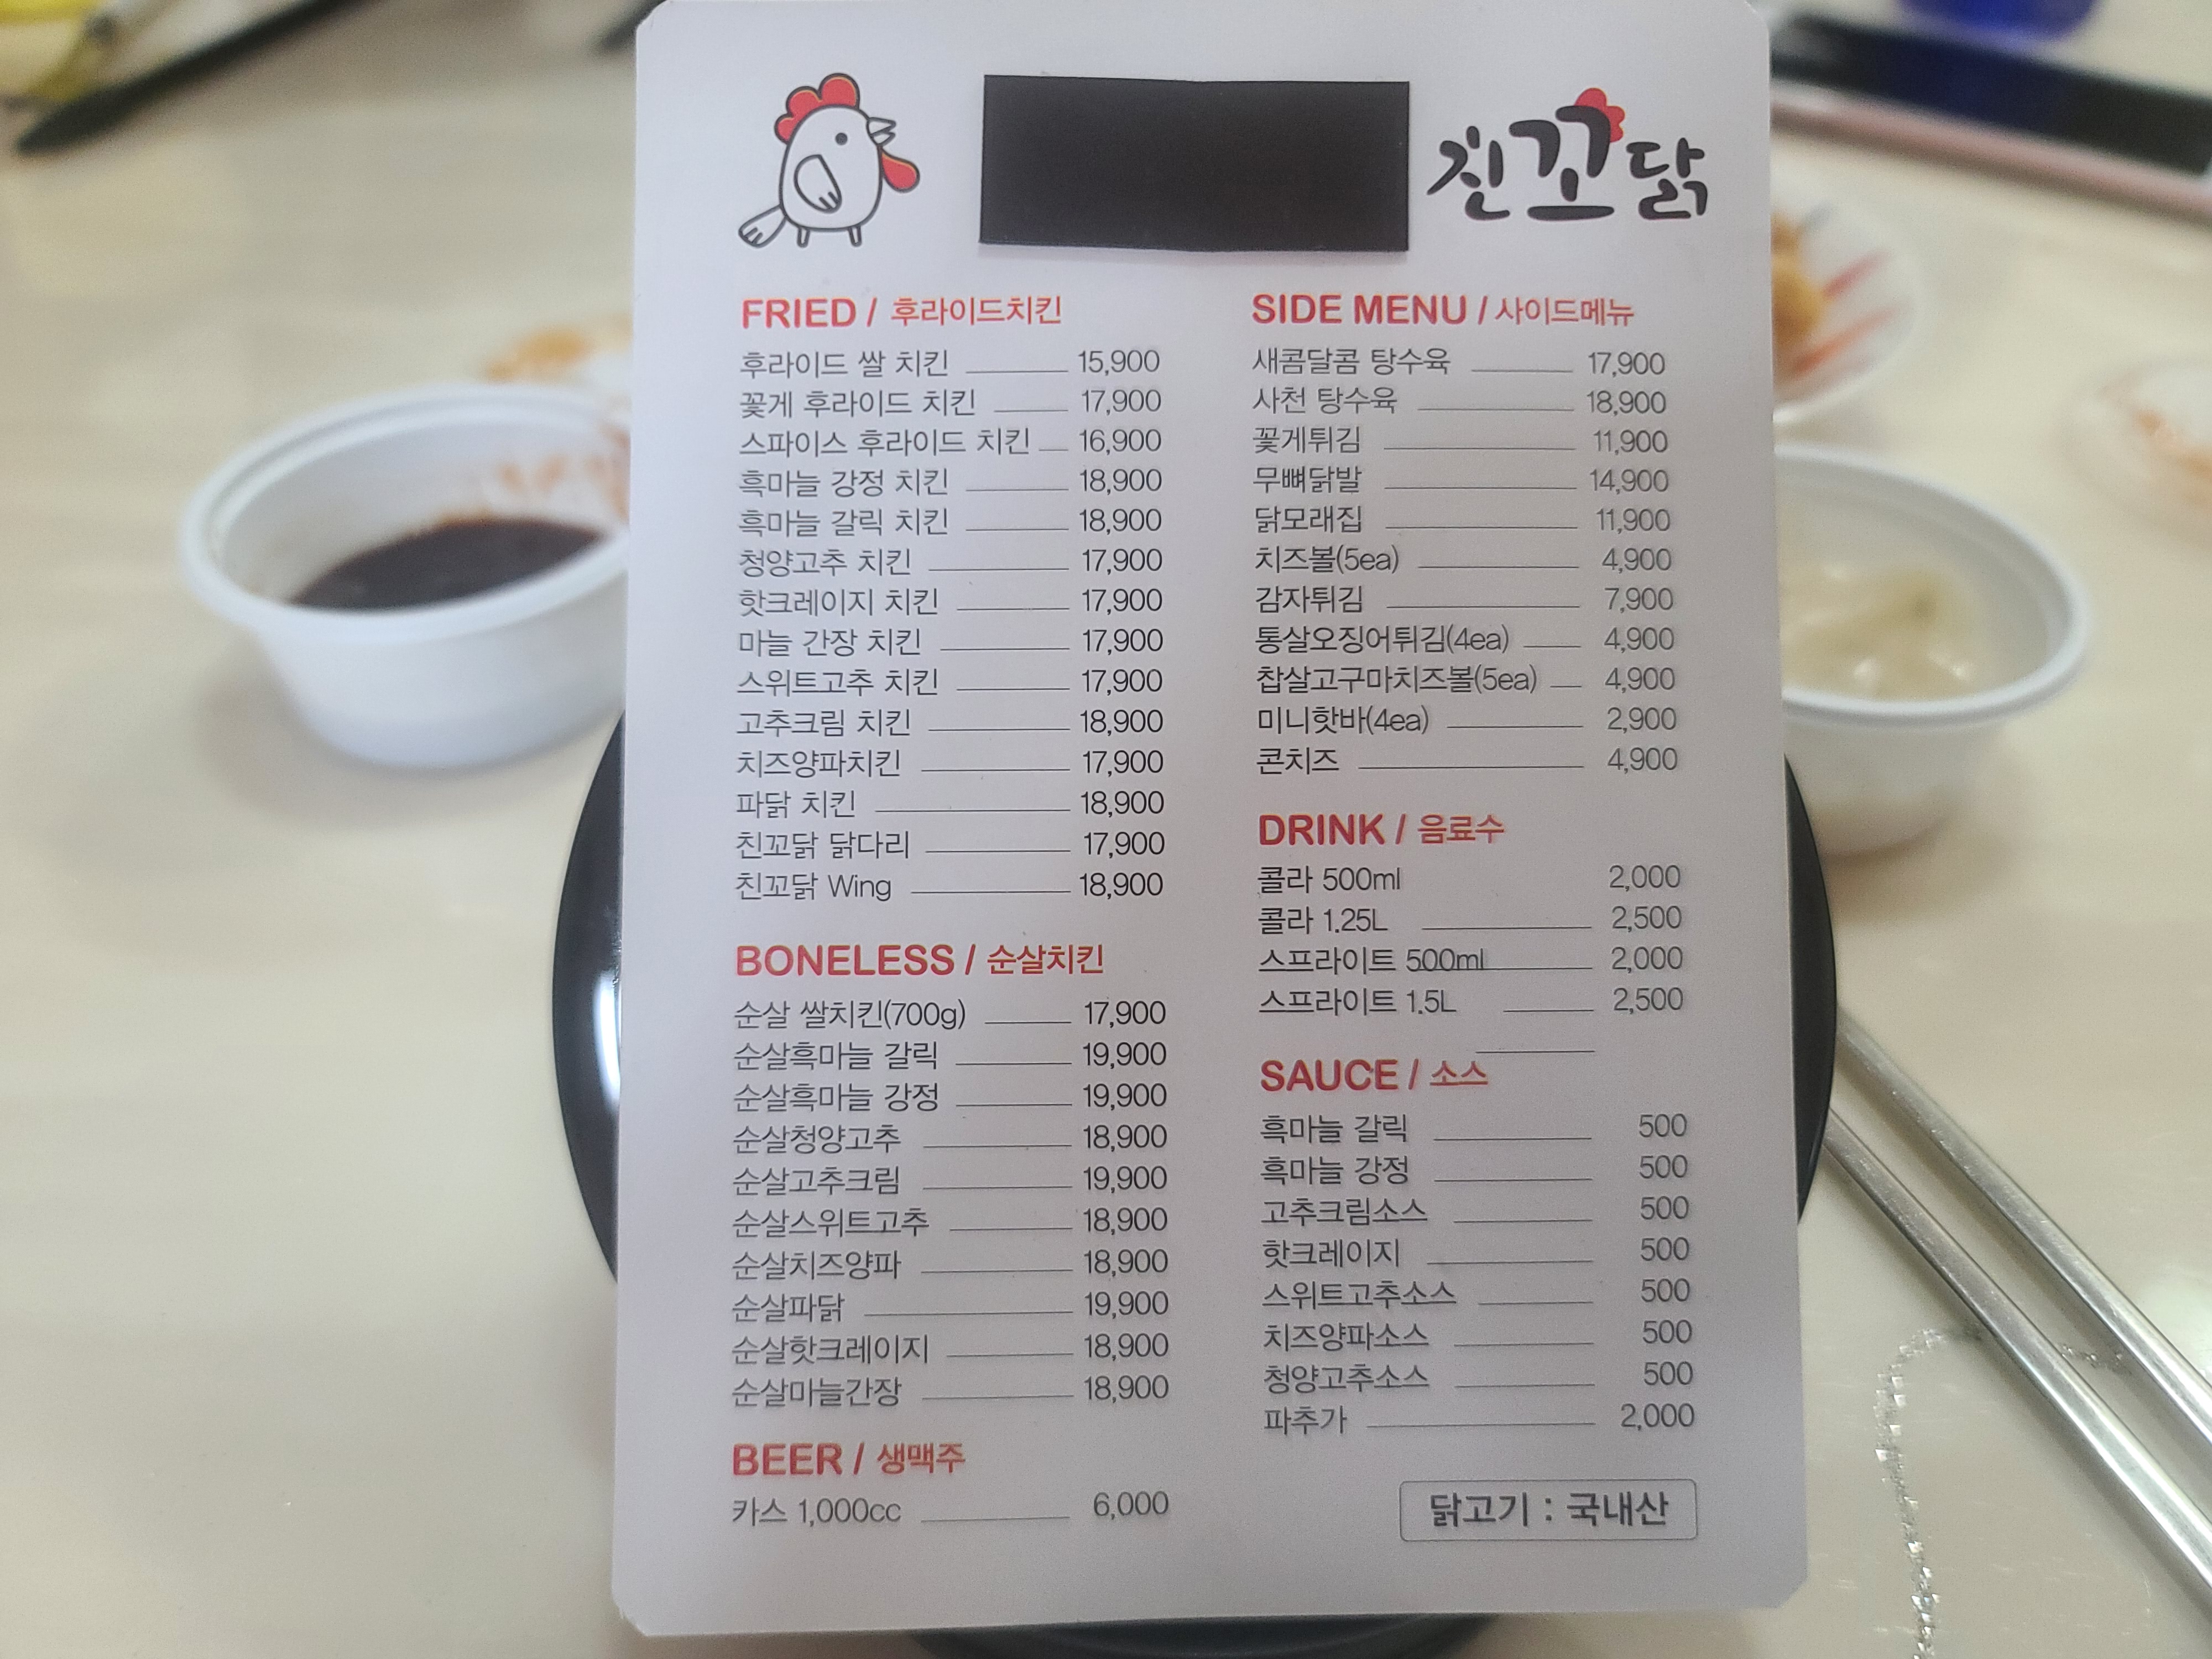 친꼬닭
FRIED / 후라이드치킨
후라이드 쌀 치킨 15,900
꽃게 후라이드 치킨 17,900
스파이스 후라이드 치킨 16,900
흑마늘 강정 치킨 18,900
흑마늘 갈릭 치킨 18,900
청양고추 치킨 17,900
핫크레이지 치킨 17,900
마늘 간장 치킨 17,900
스위트고추 치킨 17,900
고추크림 치킨 18,900
치즈양파치킨 17,900
파닭 치킨 18,900
친꼬닭 닭다리 17,900
친꼬닭 Wing 18,900
BONELESS / 순살치킨
순살 쌀치킨(700g) 17,900
순살흑마늘 갈릭 19,900
순살흑마늘 강정 19,900
순살청양고추 18,900
순살고추크림 19,900
순살스위트고추 18,900
순살치즈양파 18,900
순살파닭 19,900
순살핫크레이지 18,900
순살마늘간장 18,900
BEER / 생맥주
카스 1,000cc 6,000
SIDE MENU / 사이드메뉴
새콤달콤 탕수육 17,900
사천 탕수육 18,900
꽃게튀김 11,900
무뼈닭발 14,900
닭모래집 11,900
치즈볼(5ea) 4,900
감자튀김 7,900
통살오징어튀김(4ea) 4,900
찹살고구마치즈볼(5ea) 4,900
미니핫바(4ea) 2,900
콘치즈 4,900
DRINK / 음료수
콜라 500ml 2,000
콜라 1.25L 2,500
스프라이트 500ml 2,000
스프라이트 1.5L 2,500
SAUCE / 소스
흑마늘 갈릭 500
흑마늘 강정 500
고추크림소스 500
핫크레이지 500
스위트고추소스 500
치즈양파소스 500
청양고추소스 500
파추가 2,000
닭고기 : 국내산